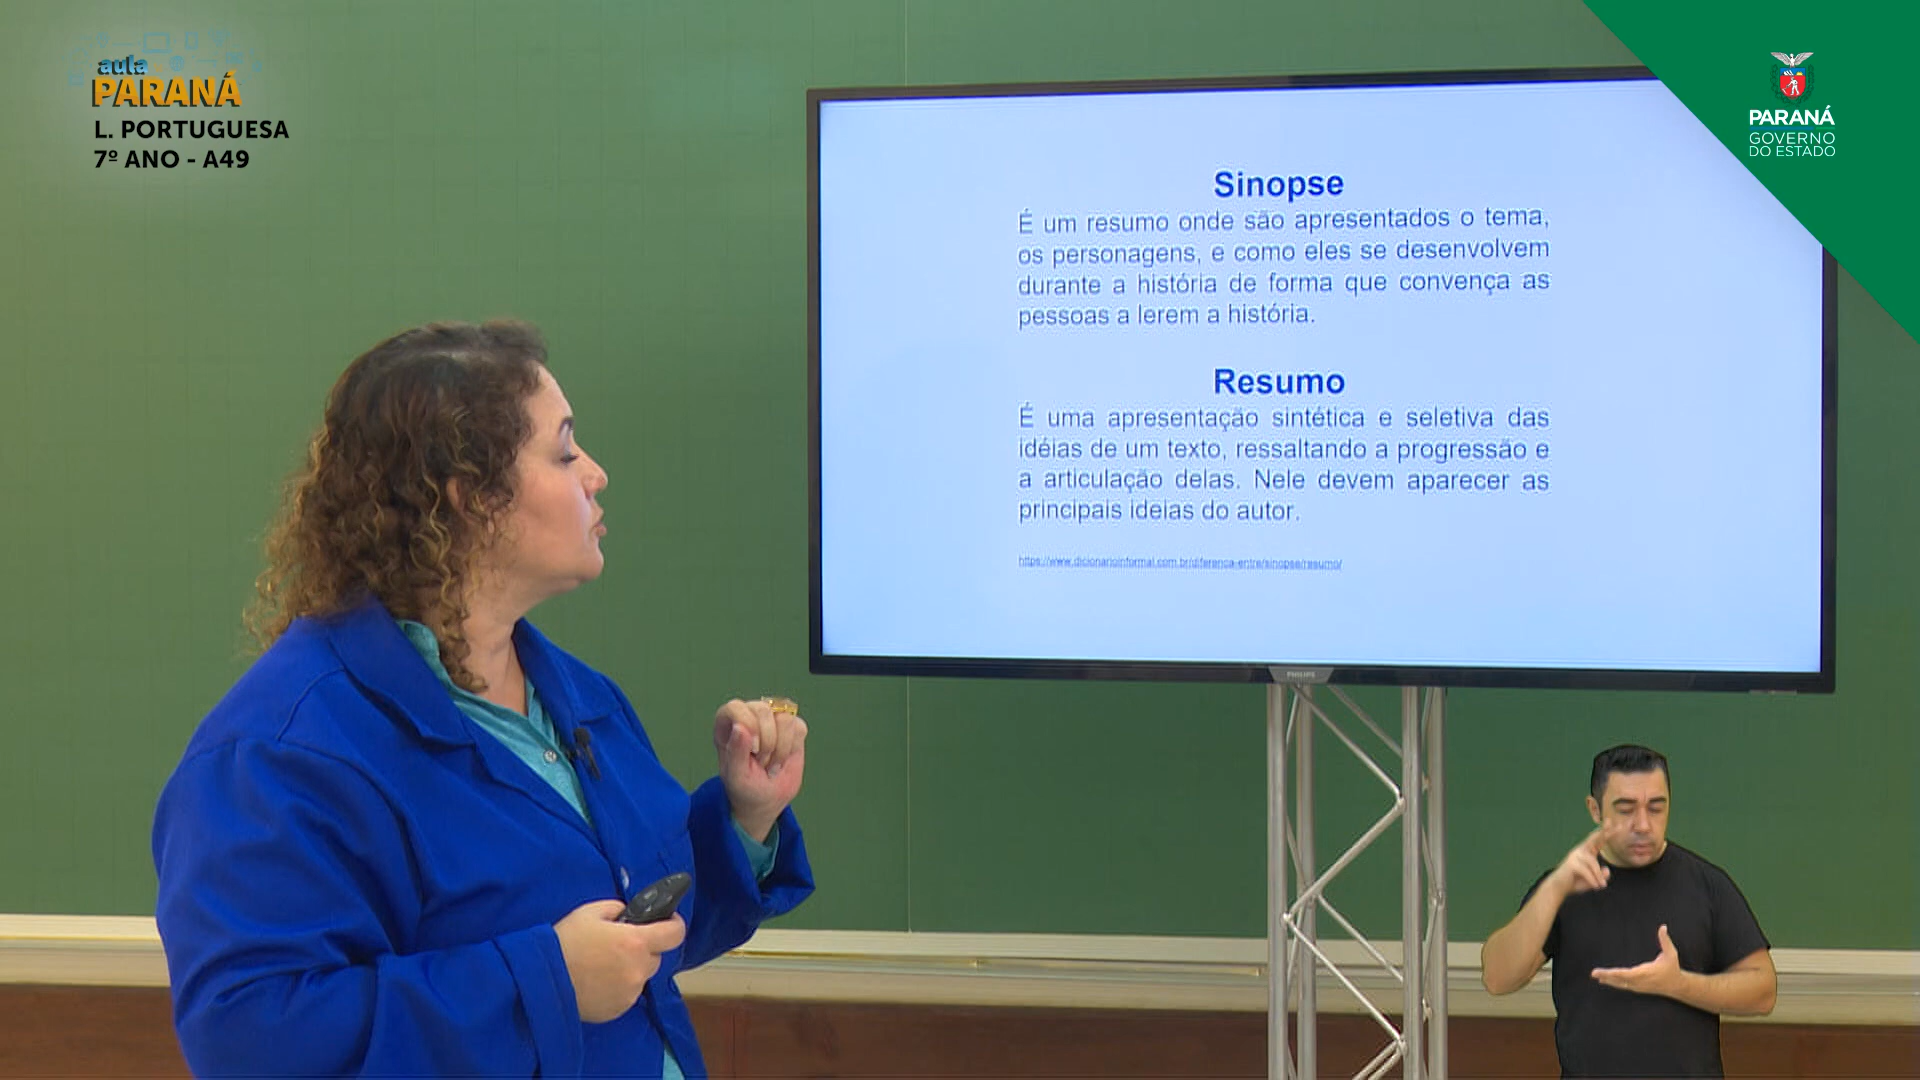 aula
PARANÁ
L. PORTUGUESA
7º ANO - A49
PARANÁ
GOVERNO
DO ESTADO
Sinopse
É um resumo onde são apresentados o tema,
os personagens, e como eles se desenvolvem
durante a história de forma que convença as
pessoas a lerem a história.
Resumo
É uma apresentação sintética e seletiva das
idéias de um texto, ressaltando a progressão e
a articulação delas. Nele devem aparecer as
principais ideias do autor.
https://www.dicionarioinformal.com.br/diferenca-entre/sinopse/resumo/
PHILIPS